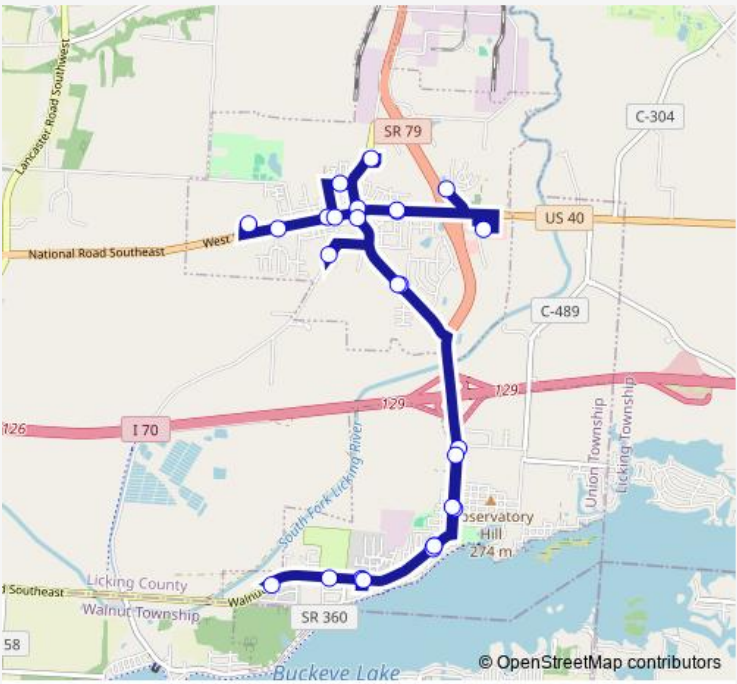 Lancaster Road Southwest
SR 79
C-304
US 40
West
National Road Southeast
C-489
129
129
126
I 70
Union Township
Licking Township
South Fork Licking River
bservatory
Hill
274 m
d Southeast
Licking County
Walnut Township
Walnu
SR 360
58
Buckeye Lake
© OpenStreetMap contributors